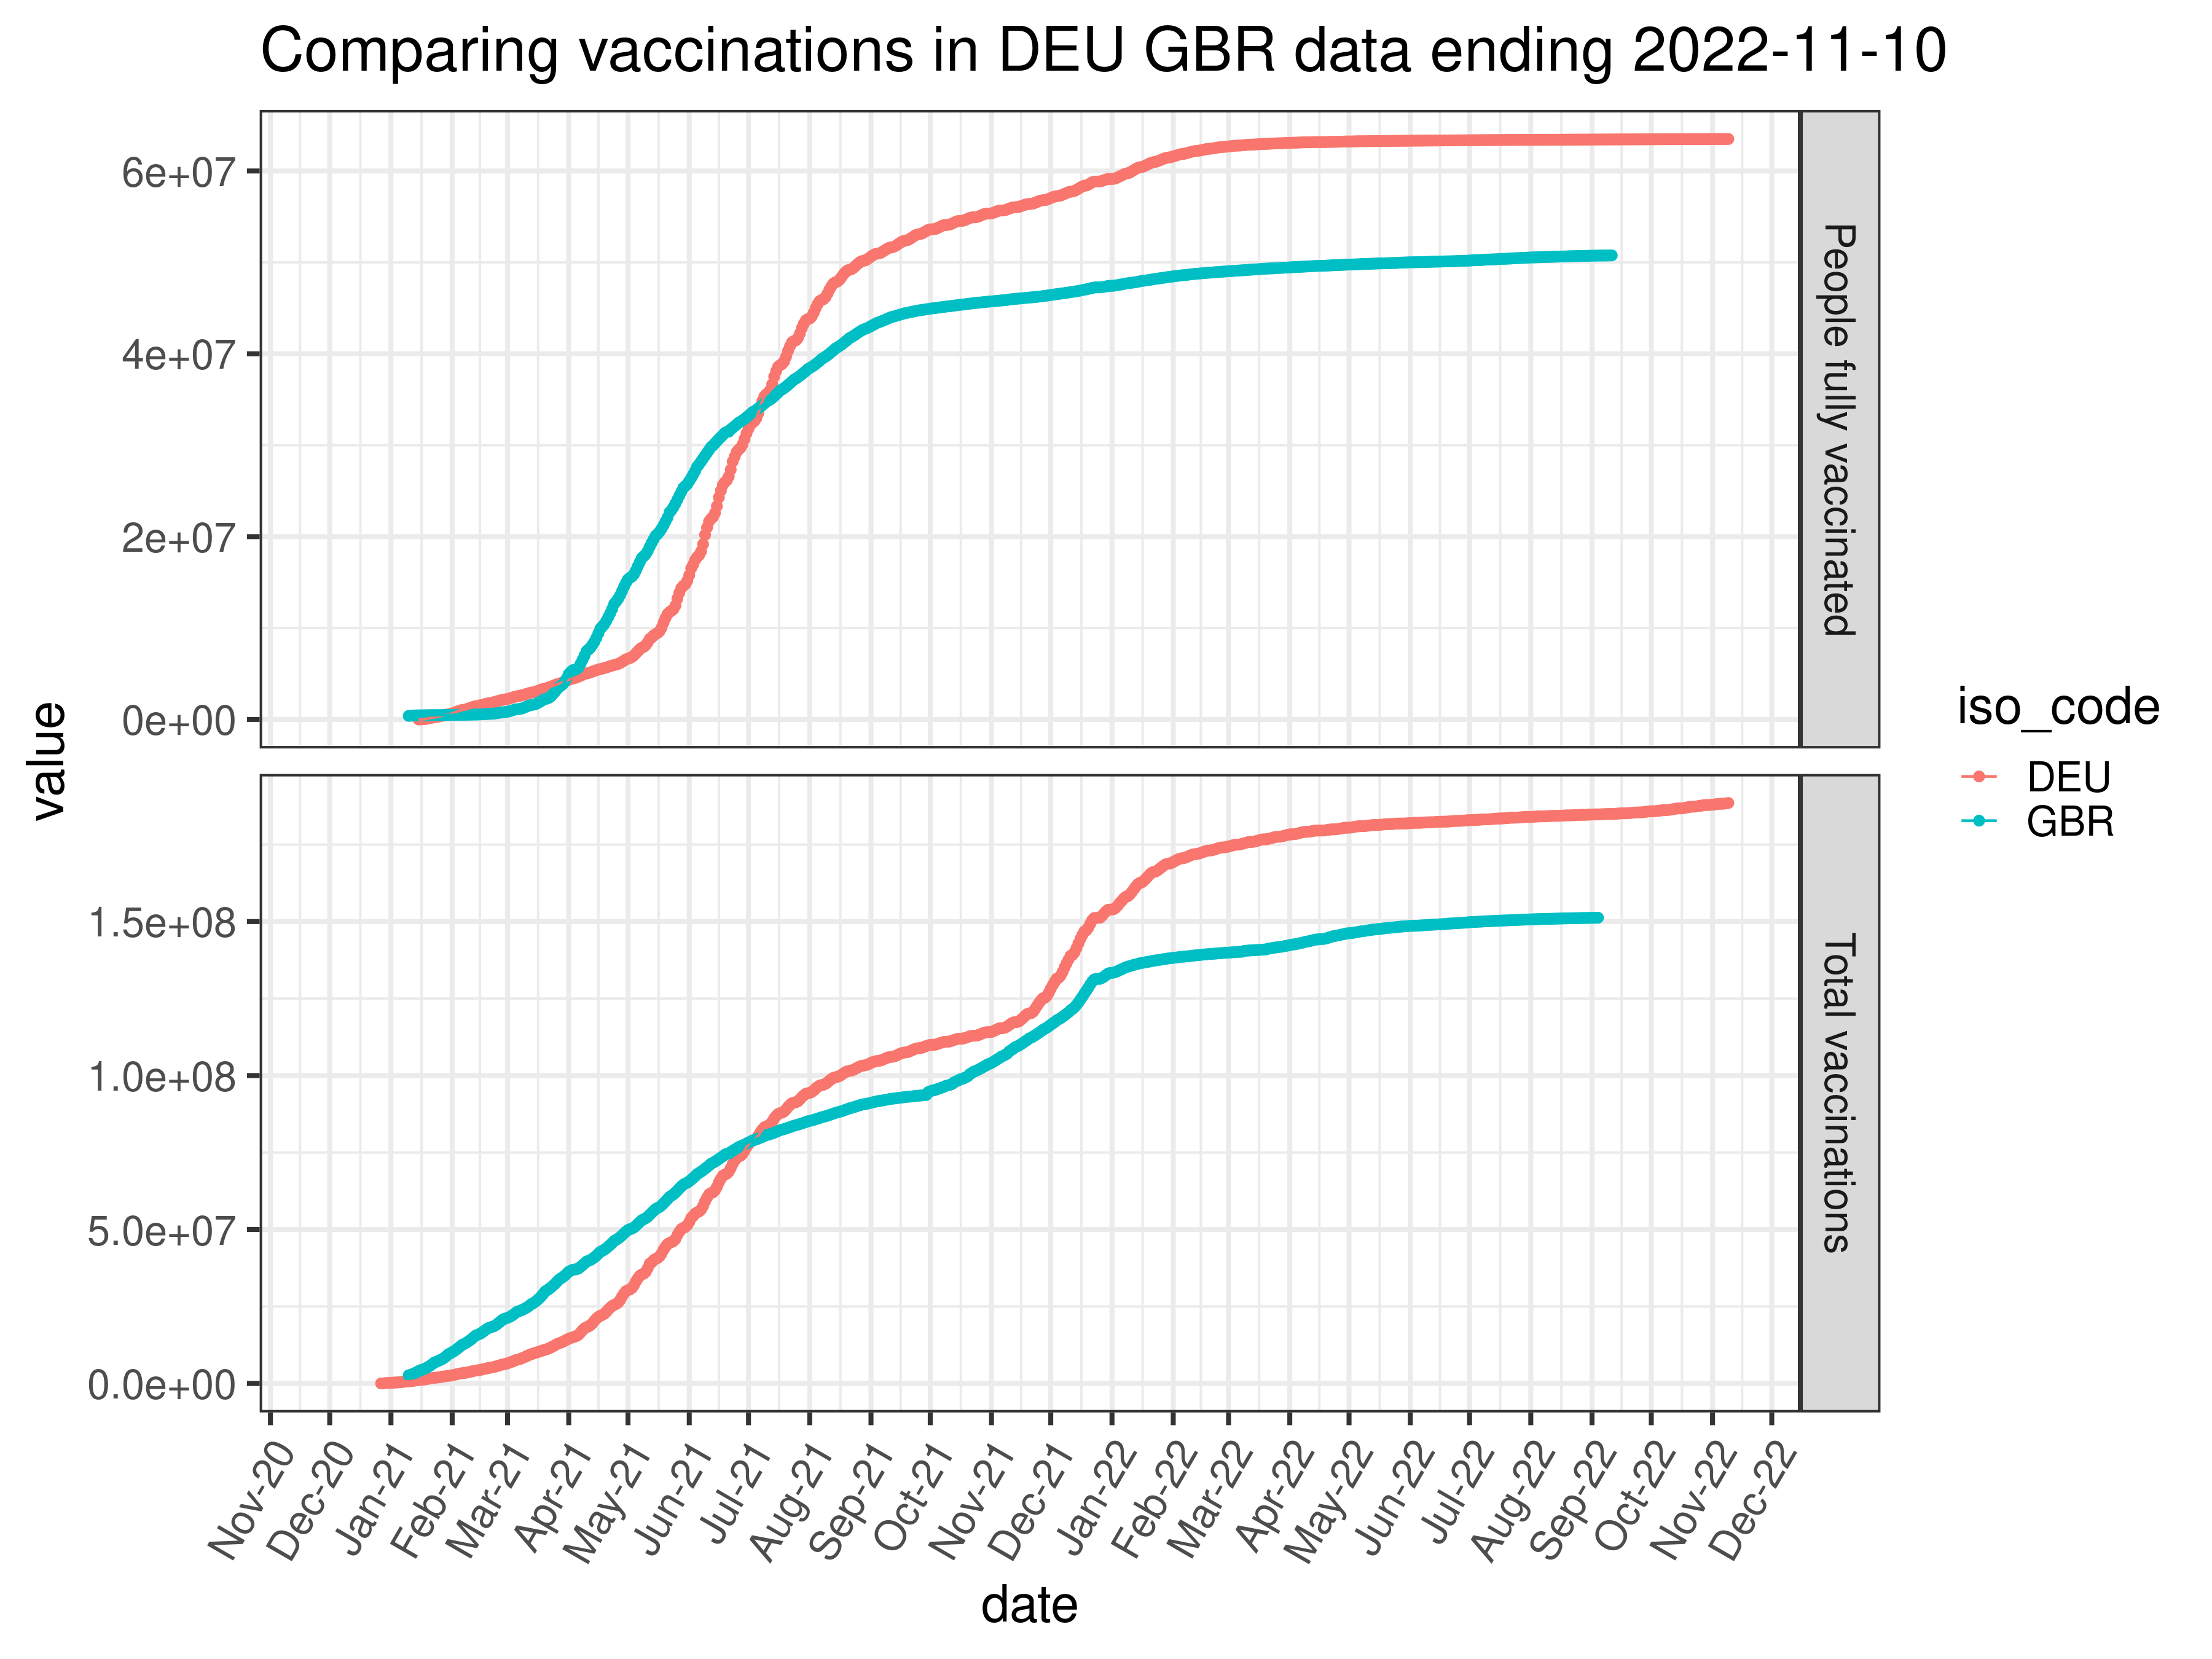 Comparing vaccinations in DEU GBR data ending 2022-11-10
value
6e+07
4e+07
2e+07
0e+00
People fully vaccinated
1.5e+08
1.0e+08
5.0e+07
0.0e+00
Total vaccinations
Nov-20
Dec-20
Jan-21
Feb-21
Mar-21
Apr-21
May-21
Jun-21
Jul-21
Aug-21
Sep-21
Oct-21
Nov-21
Dec-21
Jan-22
Feb-22
Mar-22
Apr-22
May-22
Jun-22
Jul-22
Aug-22
Sep-22
Oct-22
Nov-22
Dec-22
date
iso_code
DEU
GBR